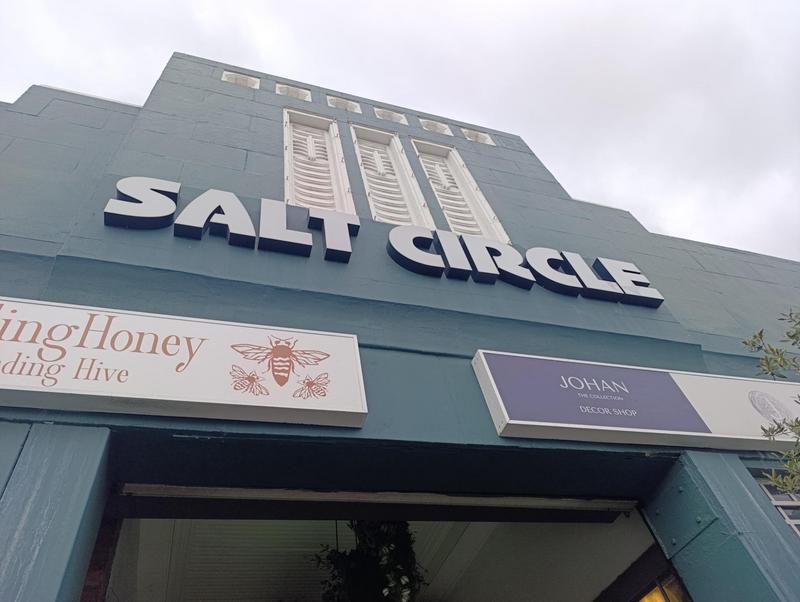 SALT CIRCLE
lingHoney
ding Hive
JOHAN
THE COLLECTION
DECOR SHOP